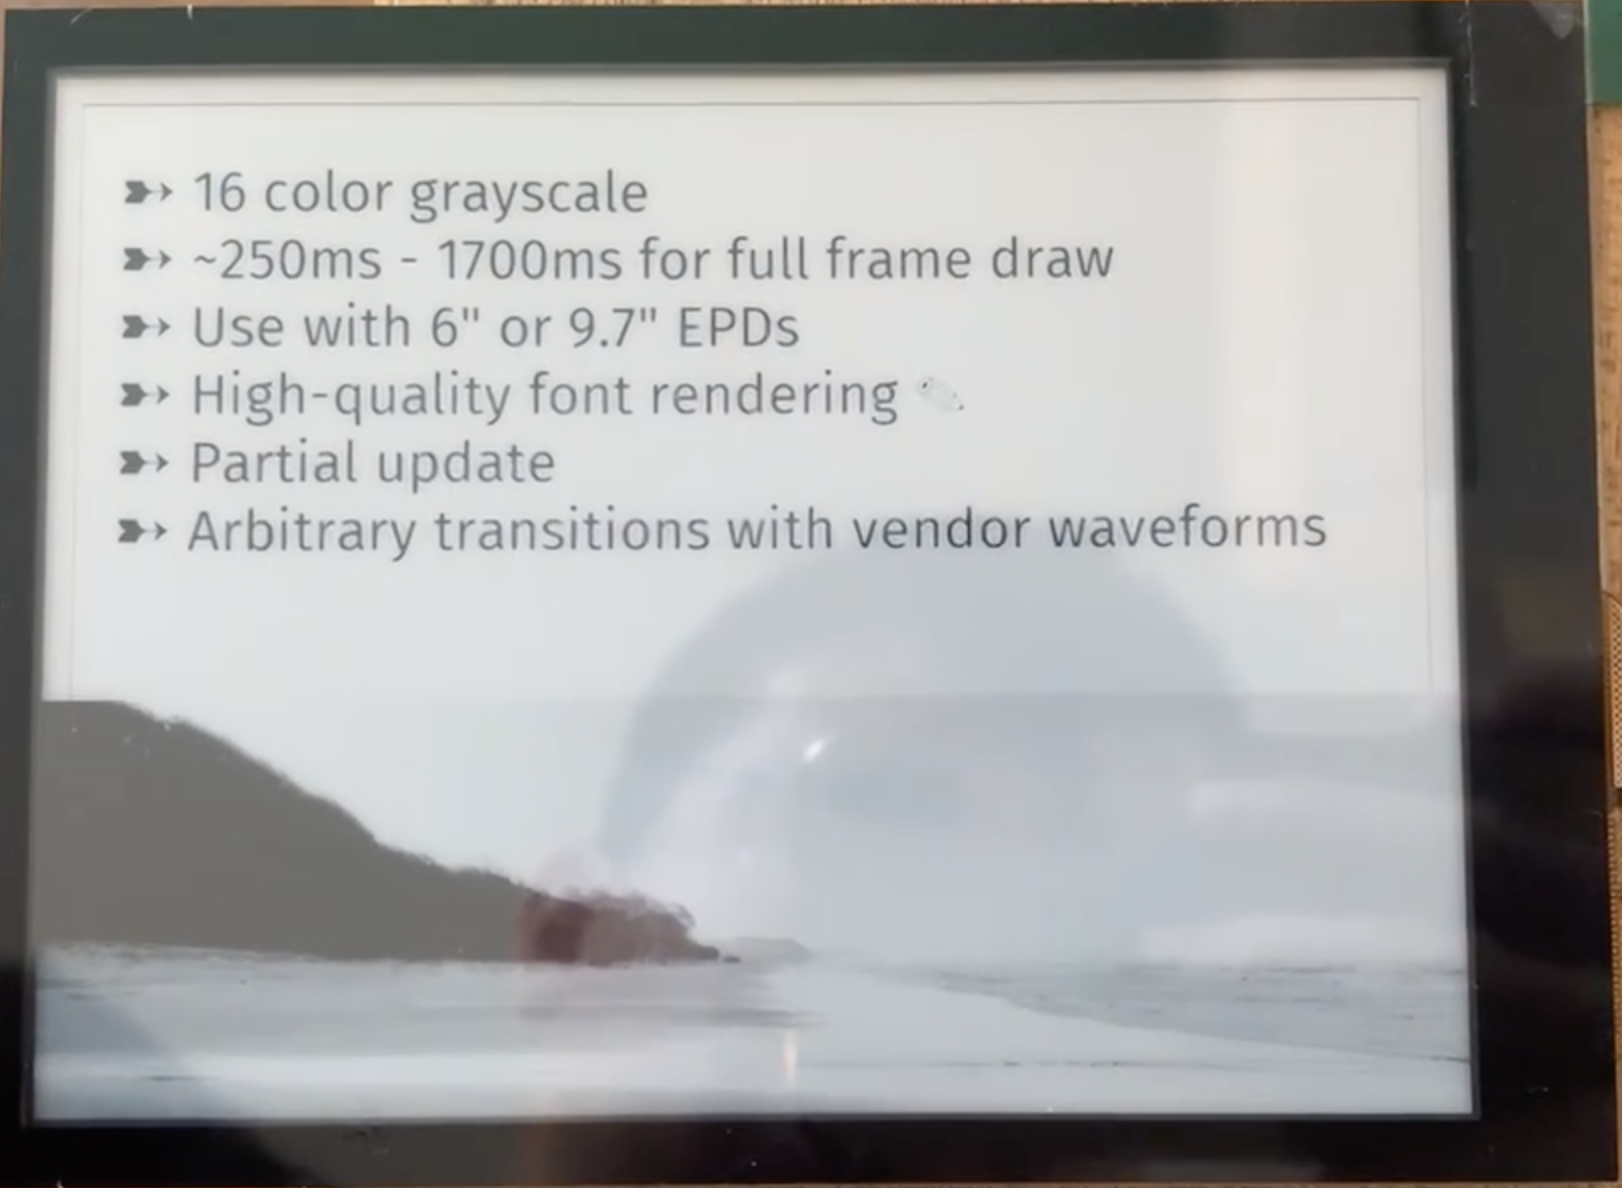 ➽ 16 color grayscale
➽ ~250ms - 1700ms for full frame draw
➽ Use with 6" or 9.7" EPDs
➽ High-quality font rendering ✎
➽ Partial update
➽ Arbitrary transitions with vendor waveforms